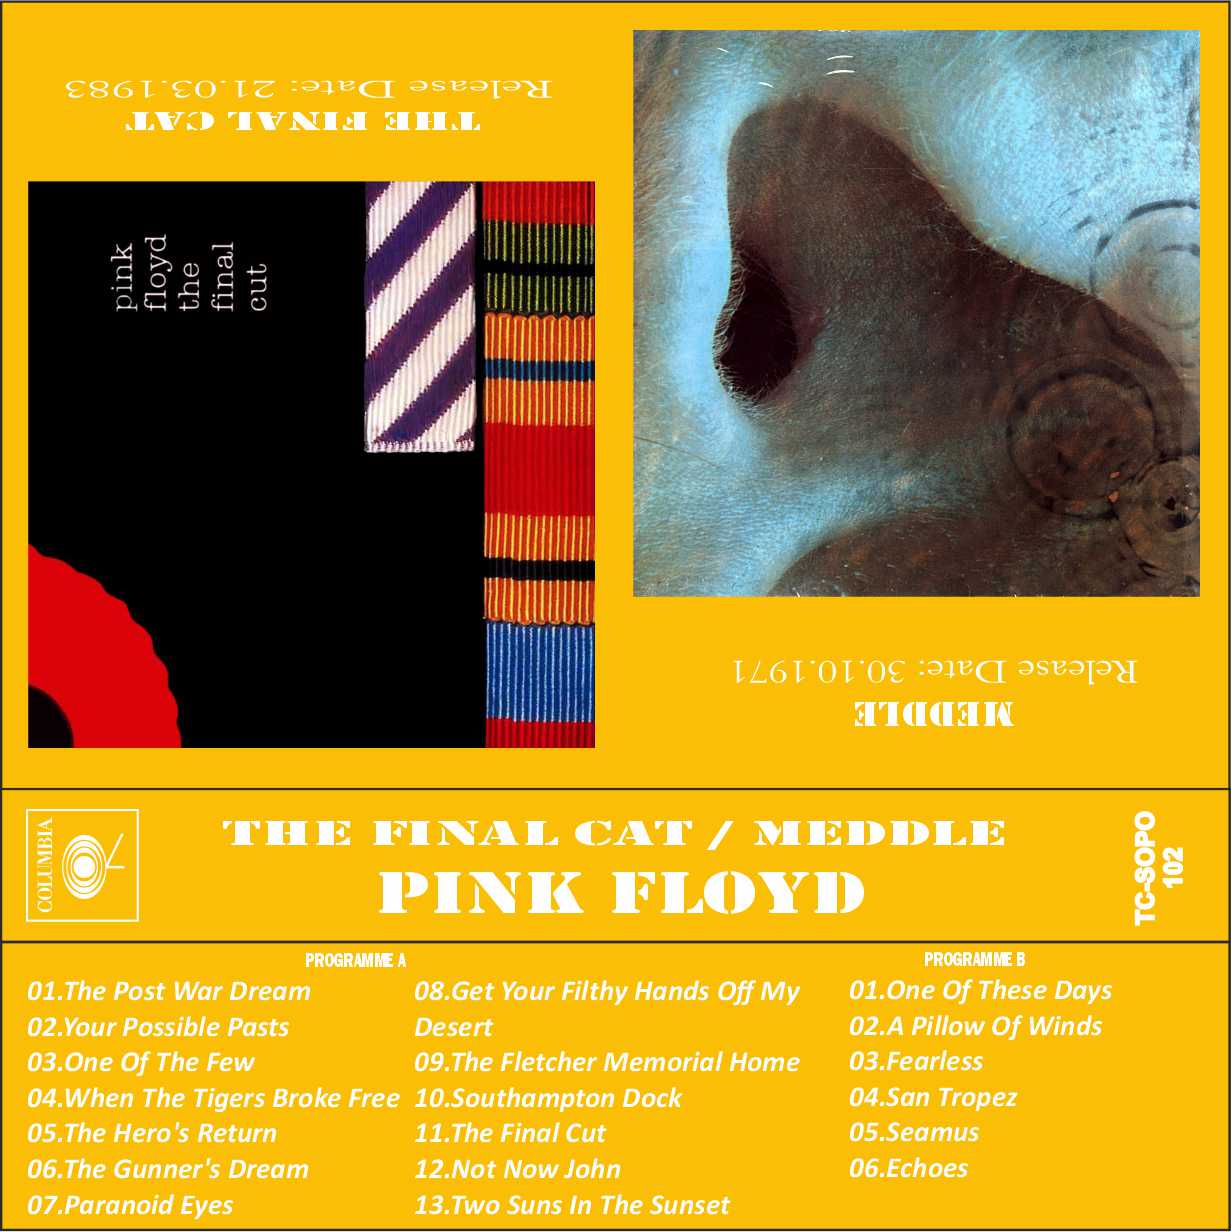 Release Date: 21.03.1983
THE FINAL CAT
pink
floyd
the
final
cut
Release Date: 30.10.1971
MEDDLE
COLUMBIA
THE FINAL CAT / MEDDLE
PINK FLOYD
TC-SOPO
102
PROGRAMME A
01.The Post War Dream
02.Your Possible Pasts
03.One Of The Few
04.When The Tigers Broke Free
05.The Hero's Return
06.The Gunner's Dream
07.Paranoid Eyes
08.Get Your Filthy Hands Off My
Desert
09.The Fletcher Memorial Home
10.Southampton Dock
11.The Final Cut
12.Not Now John
13.Two Suns In The Sunset
PROGRAMME B
01.One Of These Days
02.A Pillow Of Winds
03.Fearless
04.San Tropez
05.Seamus
06.Echoes